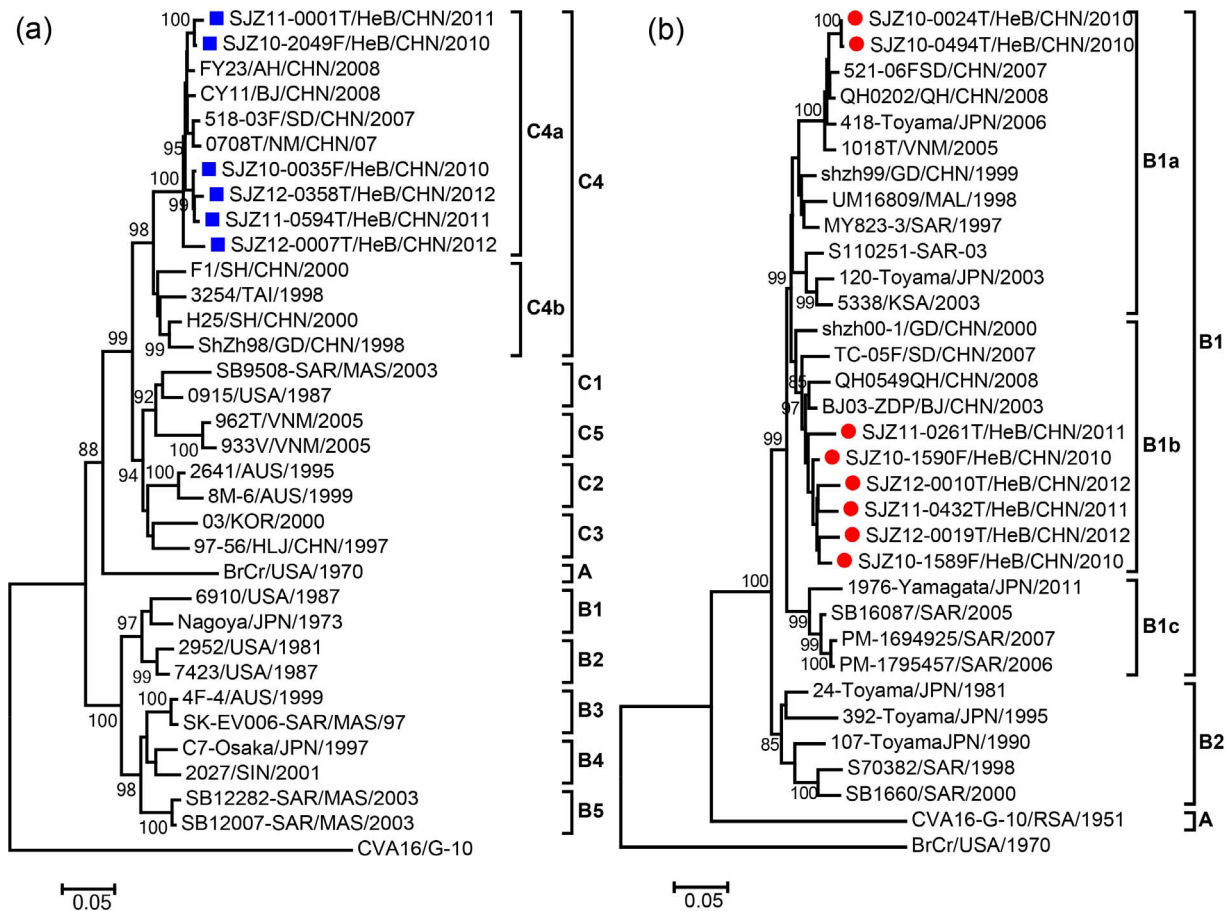 (a)
100
SJZ11-0001T/HeB/CHN/2011
SJZ10-2049F/HeB/CHN/2010
FY23/AH/CHN/2008
CY11/BJ/CHN/2008
518-03F/SD/CHN/2007
0708T/NM/CHN/07
95
SJZ10-0035F/HeB/CHN/2010
100
SJZ12-0358T/HeB/CHN/2012
99
SJZ11-0594T/HeB/CHN/2011
SJZ12-0007T/HeB/CHN/2012
98
F1/SH/CHN/2000
3254/TAI/1998
H25/SH/CHN/2000
99
ShZh98/GD/CHN/1998
99
SB9508-SAR/MAS/2003
92
0915/USA/1987
962T/VNM/2005
100
933V/VNM/2005
88
94
100
2641/AUS/1995
8M-6/AUS/1999
03/KOR/2000
97-56/HLJ/CHN/1997
BrCr/USA/1970
6910/USA/1987
97
Nagoya/JPN/1973
2952/USA/1981
99
7423/USA/1987
100
4F-4/AUS/1999
100
SK-EV006-SAR/MAS/97
C7-Osaka/JPN/1997
98
2027/SIN/2001
SB12282-SAR/MAS/2003
100
SB12007-SAR/MAS/2003
CVA16/G-10
C4a
C4
C4b
C1
C5
C2
C3
A
B1
B2
B3
B4
B5
0.05
(b)
100
SJZ10-0024T/HeB/CHN/2010
SJZ10-0494T/HeB/CHN/2010
521-06FSD/CHN/2007
QH0202/QH/CHN/2008
100
418-Toyama/JPN/2006
1018T/VNM/2005
shzh99/GD/CHN/1999
UM16809/MAL/1998
MY823-3/SAR/1997
S110251-SAR-03
99
120-Toyama/JPN/2003
99
5338/KSA/2003
shzh00-1/GD/CHN/2000
TC-05F/SD/CHN/2007
85
QH0549QH/CHN/2008
97
BJ03-ZDP/BJ/CHN/2003
SJZ11-0261T/HeB/CHN/2011
99
SJZ10-1590F/HeB/CHN/2010
SJZ12-0010T/HeB/CHN/2012
SJZ11-0432T/HeB/CHN/2011
SJZ12-0019T/HeB/CHN/2012
SJZ10-1589F/HeB/CHN/2010
100
1976-Yamagata/JPN/2011
99
SB16087/SAR/2005
99
PM-1694925/SAR/2007
100
PM-1795457/SAR/2006
24-Toyama/JPN/1981
392-Toyama/JPN/1995
85
107-ToyamaJPN/1990
S70382/SAR/1998
100
SB1660/SAR/2000
CVA16-G-10/RSA/1951
BrCr/USA/1970
B1a
B1
B1b
B1c
B2
A
0.05